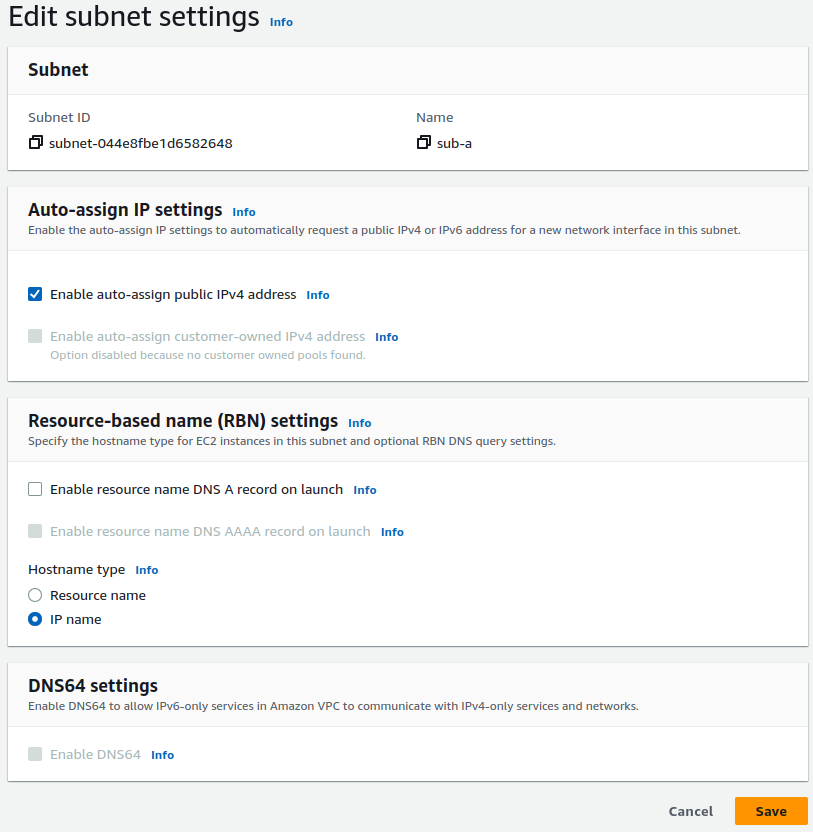 Edit subnet settings Info
Subnet
Subnet ID
subnet-044e8fbe1d6582648
Name
sub-a
Auto-assign IP settings Info
Enable the auto-assign IP settings to automatically request a public IPv4 or IPv6 address for a new network interface in this subnet.
Enable auto-assign public IPv4 address Info
Enable auto-assign customer-owned IPv4 address Info
Option disabled because no customer owned pools found.
Resource-based name (RBN) settings Info
Specify the hostname type for EC2 instances in this subnet and optional RBN DNS query settings.
Enable resource name DNS A record on launch Info
Enable resource name DNS AAAA record on launch Info
Hostname type Info
Resource name
IP name
DNS64 settings
Enable DNS64 to allow IPv6-only services in Amazon VPC to communicate with IPv4-only services and networks.
Enable DNS64 Info
Cancel Save